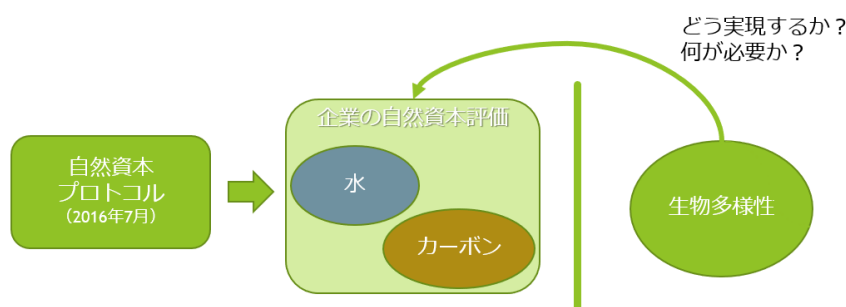 どう実現するか？
何が必要か？
企業の自然資本評価
自然資本
プロトコル
（2016年7月）
水
カーボン
生物多様性